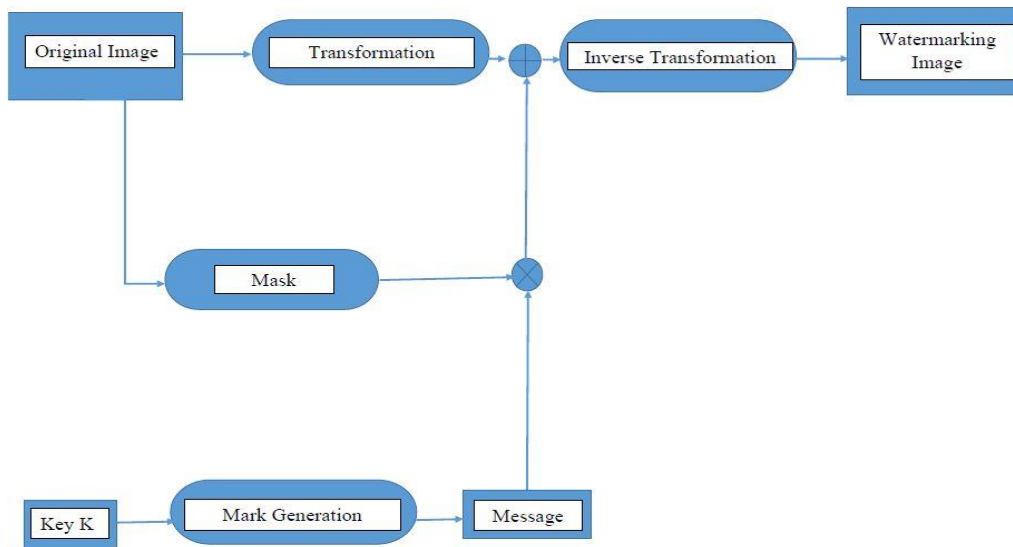 Original Image
Transformation
Inverse Transformation
Watermarking
Image
Mask
Key K
Mark Generation
Message